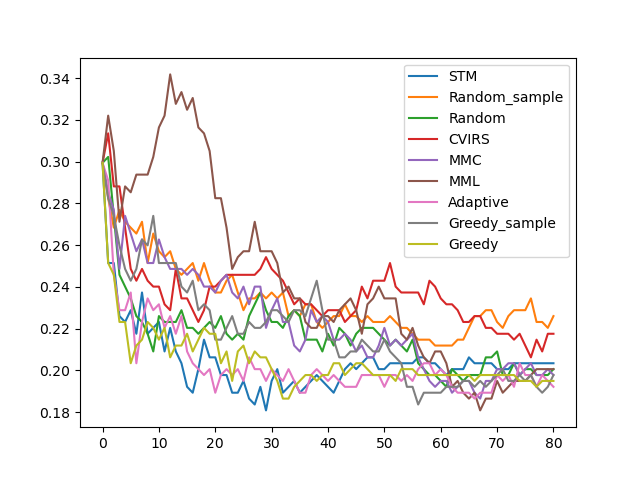 0.34
0.32
0.30
0.28
0.26
0.24
0.22
0.20
0.18
0 10 20 30 40 50 60 70 80
STM
Random_sample
Random
CVIRS
MMC
MML
Adaptive
Greedy_sample
Greedy